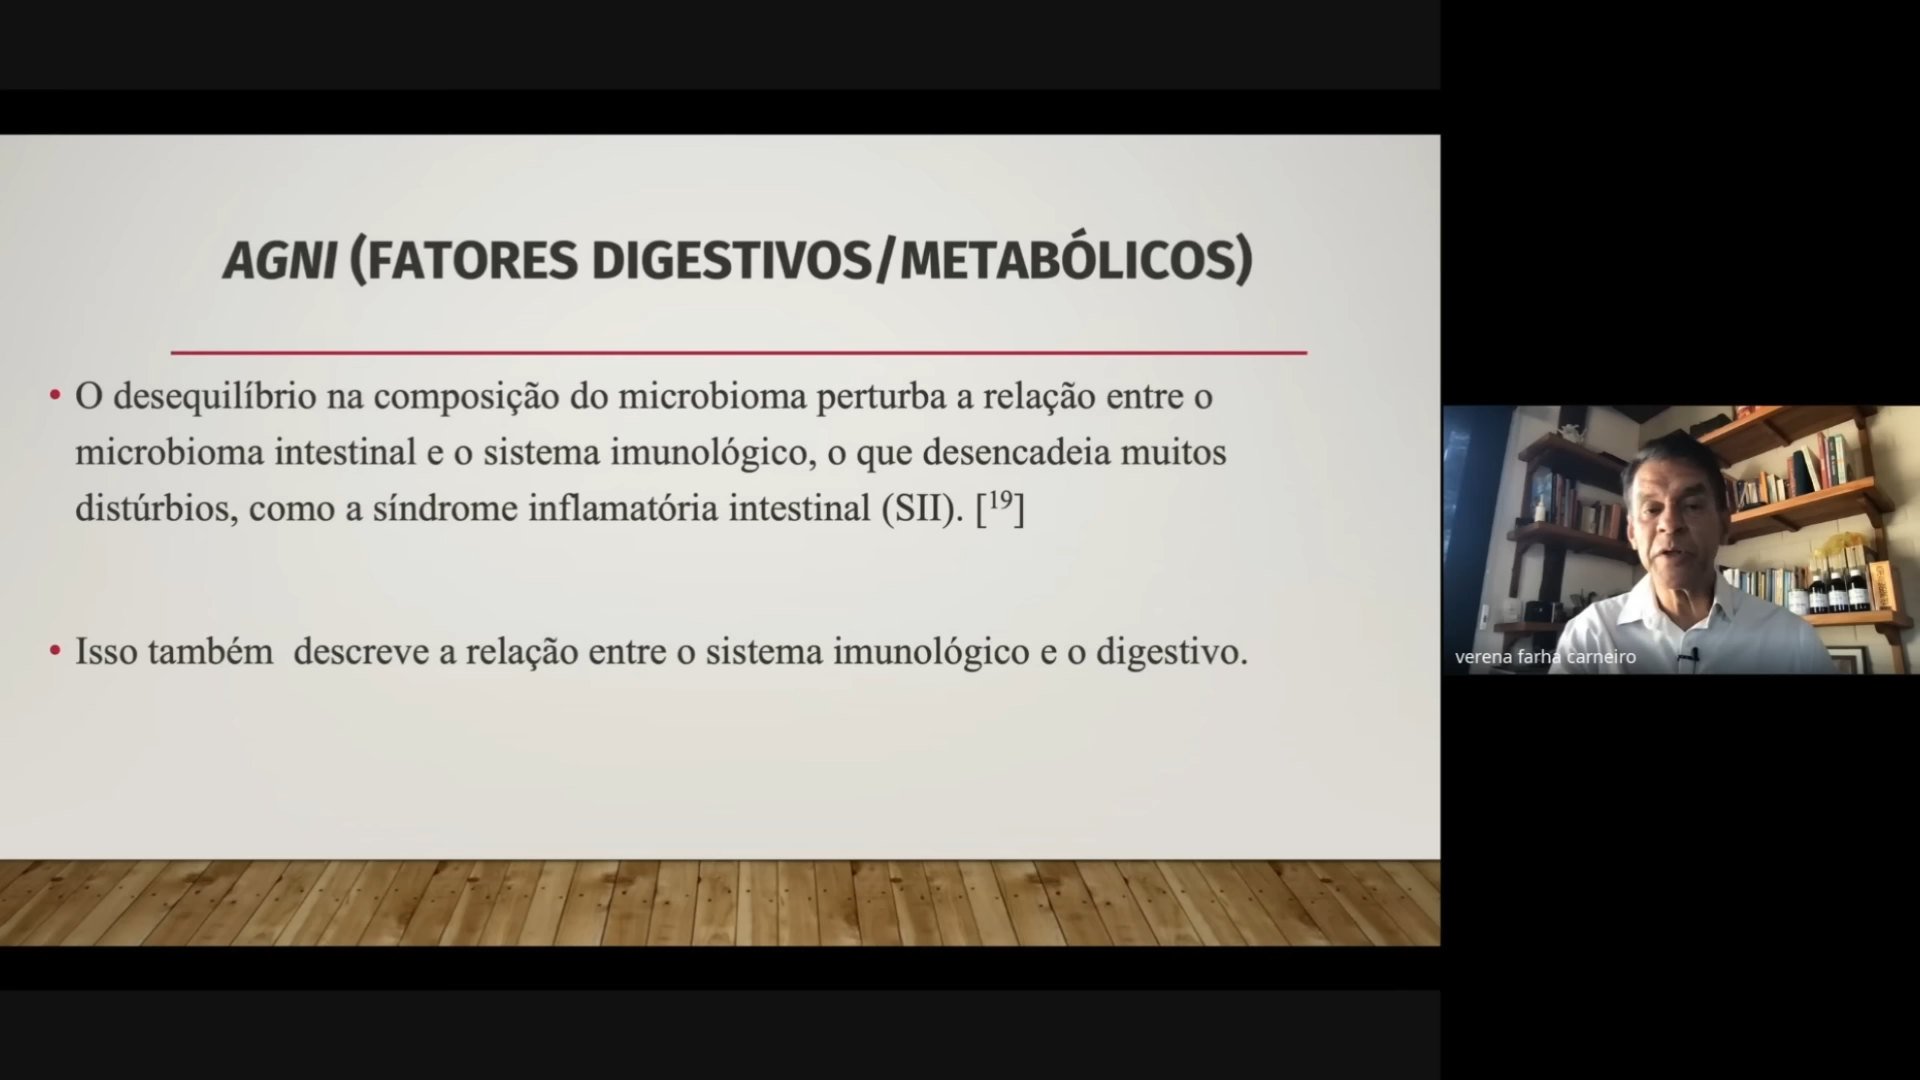 AGNI (FATORES DIGESTIVOS/METABÓLICOS)
• O desequilíbrio na composição do microbioma perturba a relação entre o
microbioma intestinal e o sistema imunológico, o que desencadeia muitos
distúrbios, como a síndrome inflamatória intestinal (SII). [19]
• Isso também  descreve a relação entre o sistema imunológico e o digestivo.
verena farha carneiro